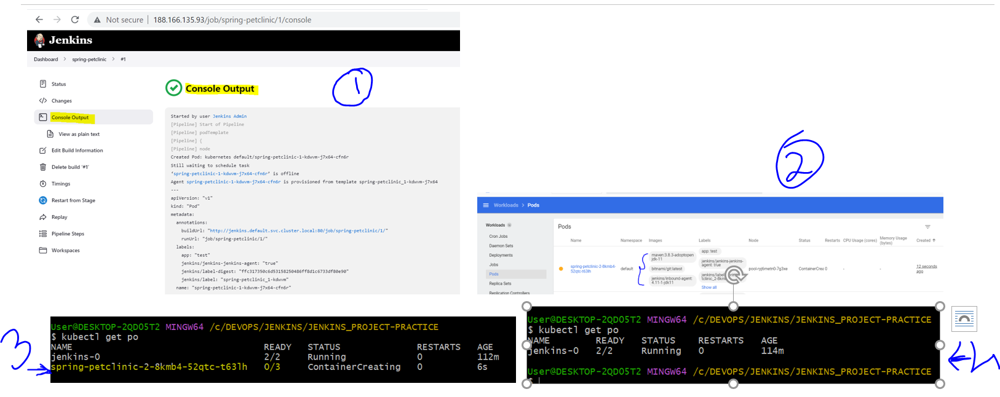 Not secure | 188.166.135.93/job/spring-petclinic/1/console
Jenkins
Dashboard > spring-petclinic > #1
Status
Changes
Console Output
View as plain text
Edit Build Information
Delete build '#1'
Timings
Restart from Stage
Replay
Pipeline Steps
Workspaces
Console Output
1
Started by user Jenkins Admin
[Pipeline] Start of Pipeline
[Pipeline] podTemplate
[Pipeline] {
[Pipeline] node
Created Pod: kubernetes default/spring-petclinic-1-kdwvm-j7x64-cfn6r
Still waiting to schedule task
‘spring-petclinic-1-kdwvm-j7x64-cfn6r’ is offline
Agent spring-petclinic-1-kdwvm-j7x64-cfn6r is provisioned from template spring-petclinic_1-kdwvm-j7x64
---
apiVersion: "v1"
kind: "Pod"
metadata:
annotations:
buildUrl: "http://jenkins.default.svc.cluster.local:80/job/spring-petclinic/1/"
runUrl: "job/spring-petclinic/1/"
labels:
app: "test"
jenkins/jenkins-jenkins-agent: "true"
jenkins/label-digest: "ffc317350c6d53158250486ff8d1c6733df80e90"
jenkins/label: "spring-petclinic_1-kdwvm"
name: "spring-petclinic-1-kdwvm-j7x64-cfn6r"
2
Workloads > Pods
Workloads N
Cron Jobs
Daemon Sets
Deployments
Jobs
Pods
Replica Sets
Replication Controllers
Pods
Name Namespace Images Labels Node Status Restarts CPU Usage (cores) Memory Usage (bytes) Created
spring-petclinic-2-8kmb4-
52qtc-t63lh
default
maven:3.8.3-adoptopen
jdk-11
bitnami/git:latest
jenkins/inbound-agent:
4.11-1-jdk11
app: test
jenkins/jenkins-jenkins-
agent: true
Show all
pool-ryj6metn0-7g3xe
ContainerCrea 0
-
-
12 seconds
ago
3
User@DESKTOP-2QD05T2 MINGW64 /c/DEVOPS/JENKINS/JENKINS_PROJECT-PRACTICE
$ kubectl get po
NAME READY STATUS RESTARTS AGE
jenkins-0 2/2 Running 0 112m
spring-petclinic-2-8kmb4-52qtc-t63lh 0/3 ContainerCreating 0 6s
User@DESKTOP-2QD05T2 MINGW64 /c/DEVOPS/JENKINS/JENKINS_PROJECT-PRACTICE
$ kubectl get po
NAME READY STATUS RESTARTS AGE
jenkins-0 2/2 Running 0 114m
User@DESKTOP-2QD05T2 MINGW64 /c/DEVOPS/JENKINS/JENKINS_PROJECT-PRACTICE
$
4